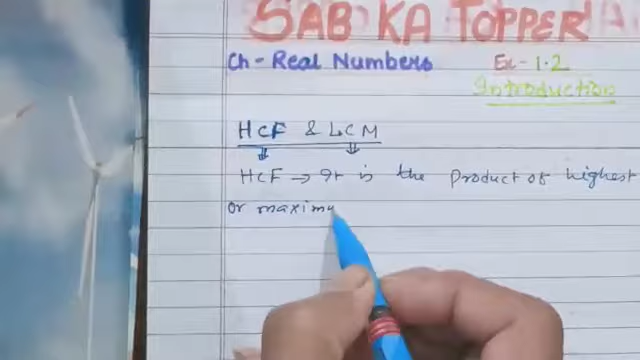 SAB KA TOPPER
Ch - Real Numbers Ex - 1.2
Introduction
HCF & LCM
HCF → It is the Product of highest
or maximu